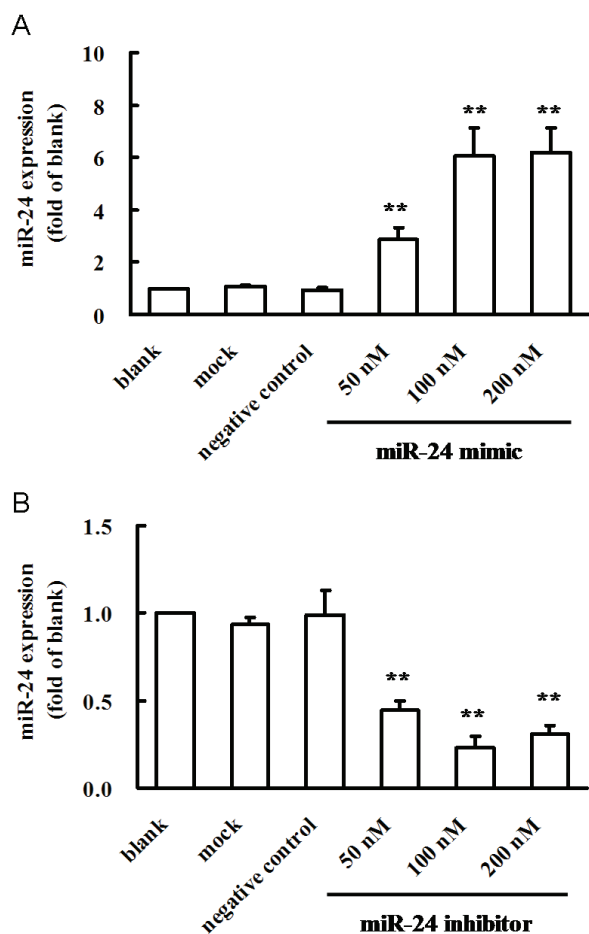 A
miR-24 expression
(fold of blank)
10
8
6
4
2
0
**
**
**
blank
mock
negative control
50 nM
100 nM
200 nM
miR-24 mimic
B
miR-24 expression
(fold of blank)
1.5
1.0
0.5
0.0
**
**
**
blank
mock
negative control
50 nM
100 nM
200 nM
miR-24 inhibitor